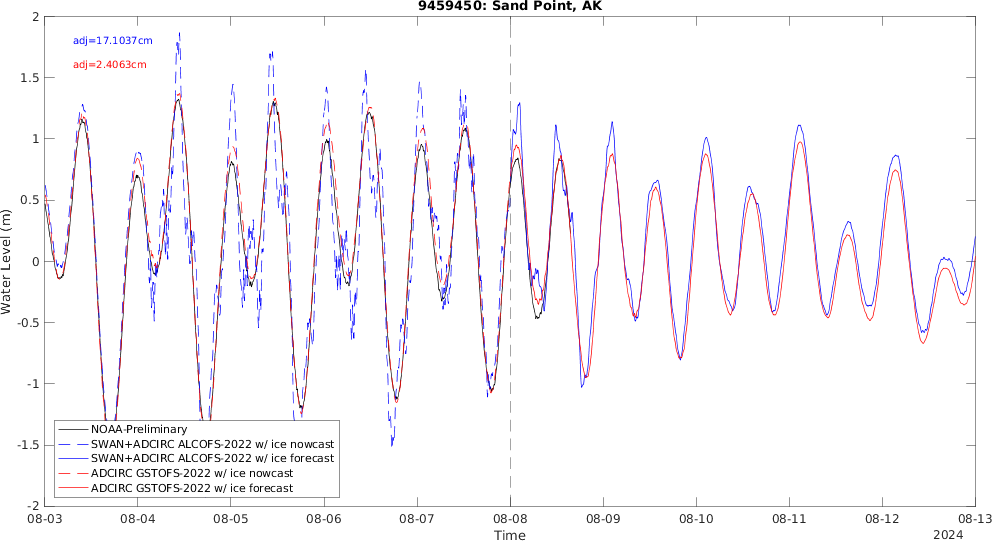 9459450: Sand Point, AK
adj=17.1037cm
adj=2.4063cm
2
1.5
1
0.5
0
-0.5
-1
-1.5
-2
Water Level (m)
NOAA-Preliminary
SWAN+ADCIRC ALCOFS-2022 w/ ice nowcast
SWAN+ADCIRC ALCOFS-2022 w/ ice forecast
ADCIRC GSTOFS-2022 w/ ice nowcast
ADCIRC GSTOFS-2022 w/ ice forecast
08-03 08-04 08-05 08-06 08-07 08-08 08-09 08-10 08-11 08-12 08-13
Time
2024